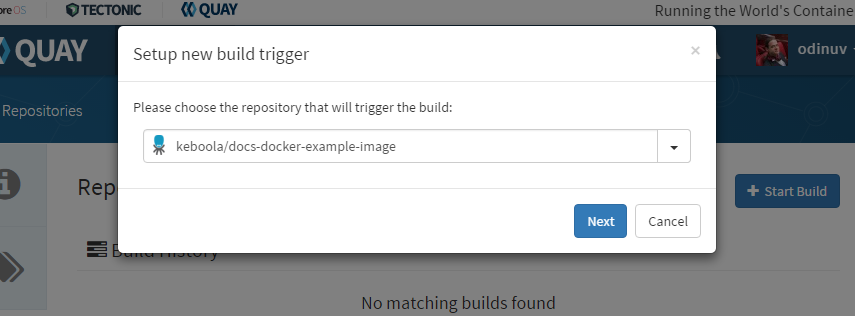 OS
TECTONIC
QUAY
Running the World's Containe
QUAY
odinuv
Repositories
Setup new build trigger
×
Please choose the repository that will trigger the build:
keboola/docs-docker-example-image
Next
Cancel
Rep
Start Build
Build History
No matching builds found